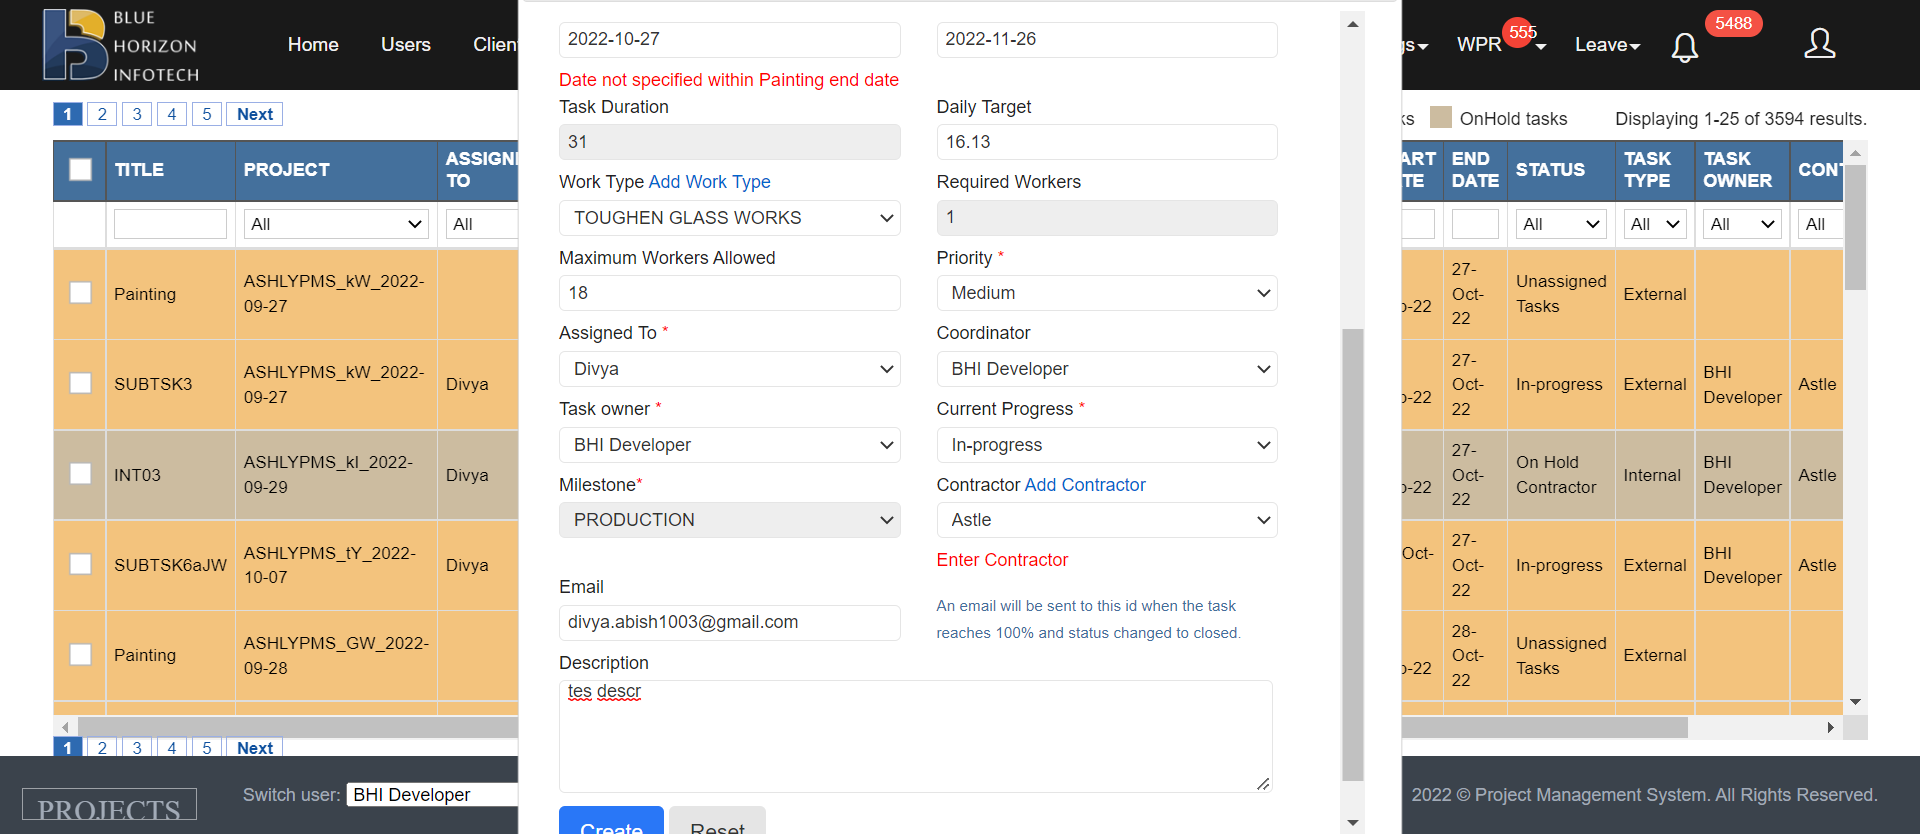 BLUE
HORIZON
INFOTECH
Home Users Clien
WPR 555 Leave 5488
1 2 3 4 5 Next
OnHold tasks Displaying 1-25 of 3594 results.
TITLE PROJECT ASSIGN TO
END DATE STATUS TASK TYPE TASK OWNER CONT
All All All All All All
Painting ASHLYPMS_kW_2022-09-27
27-Oct-22 Unassigned Tasks External
SUBTSK3 ASHLYPMS_kW_2022-09-27 Divya
27-Oct-22 In-progress External BHI Developer Astle
INT03 ASHLYPMS_kI_2022-09-29 Divya
27-Oct-22 On Hold Contractor Internal BHI Developer Astle
SUBTSK6aJW ASHLYPMS_tY_2022-10-07 Divya
Oct- 27-Oct-22 In-progress External BHI Developer Astle
Painting ASHLYPMS_GW_2022-09-28
28-Oct-22 Unassigned Tasks External
1 2 3 4 5 Next
PROJECTS
Switch user: BHI Developer
2022 © Project Management System. All Rights Reserved.
2022-10-27 2022-11-26
Date not specified within Painting end date
Task Duration Daily Target
31 16.13
Work Type Add Work Type Required Workers
TOUGHEN GLASS WORKS 1
Maximum Workers Allowed Priority *
18 Medium
Assigned To * Coordinator
Divya BHI Developer
Task owner * Current Progress *
BHI Developer In-progress
Milestone* Contractor Add Contractor
PRODUCTION Astle
Enter Contractor
Email
divya.abish1003@gmail.com
An email will be sent to this id when the task
reaches 100% and status changed to closed.
Description
tes descr
Create Reset